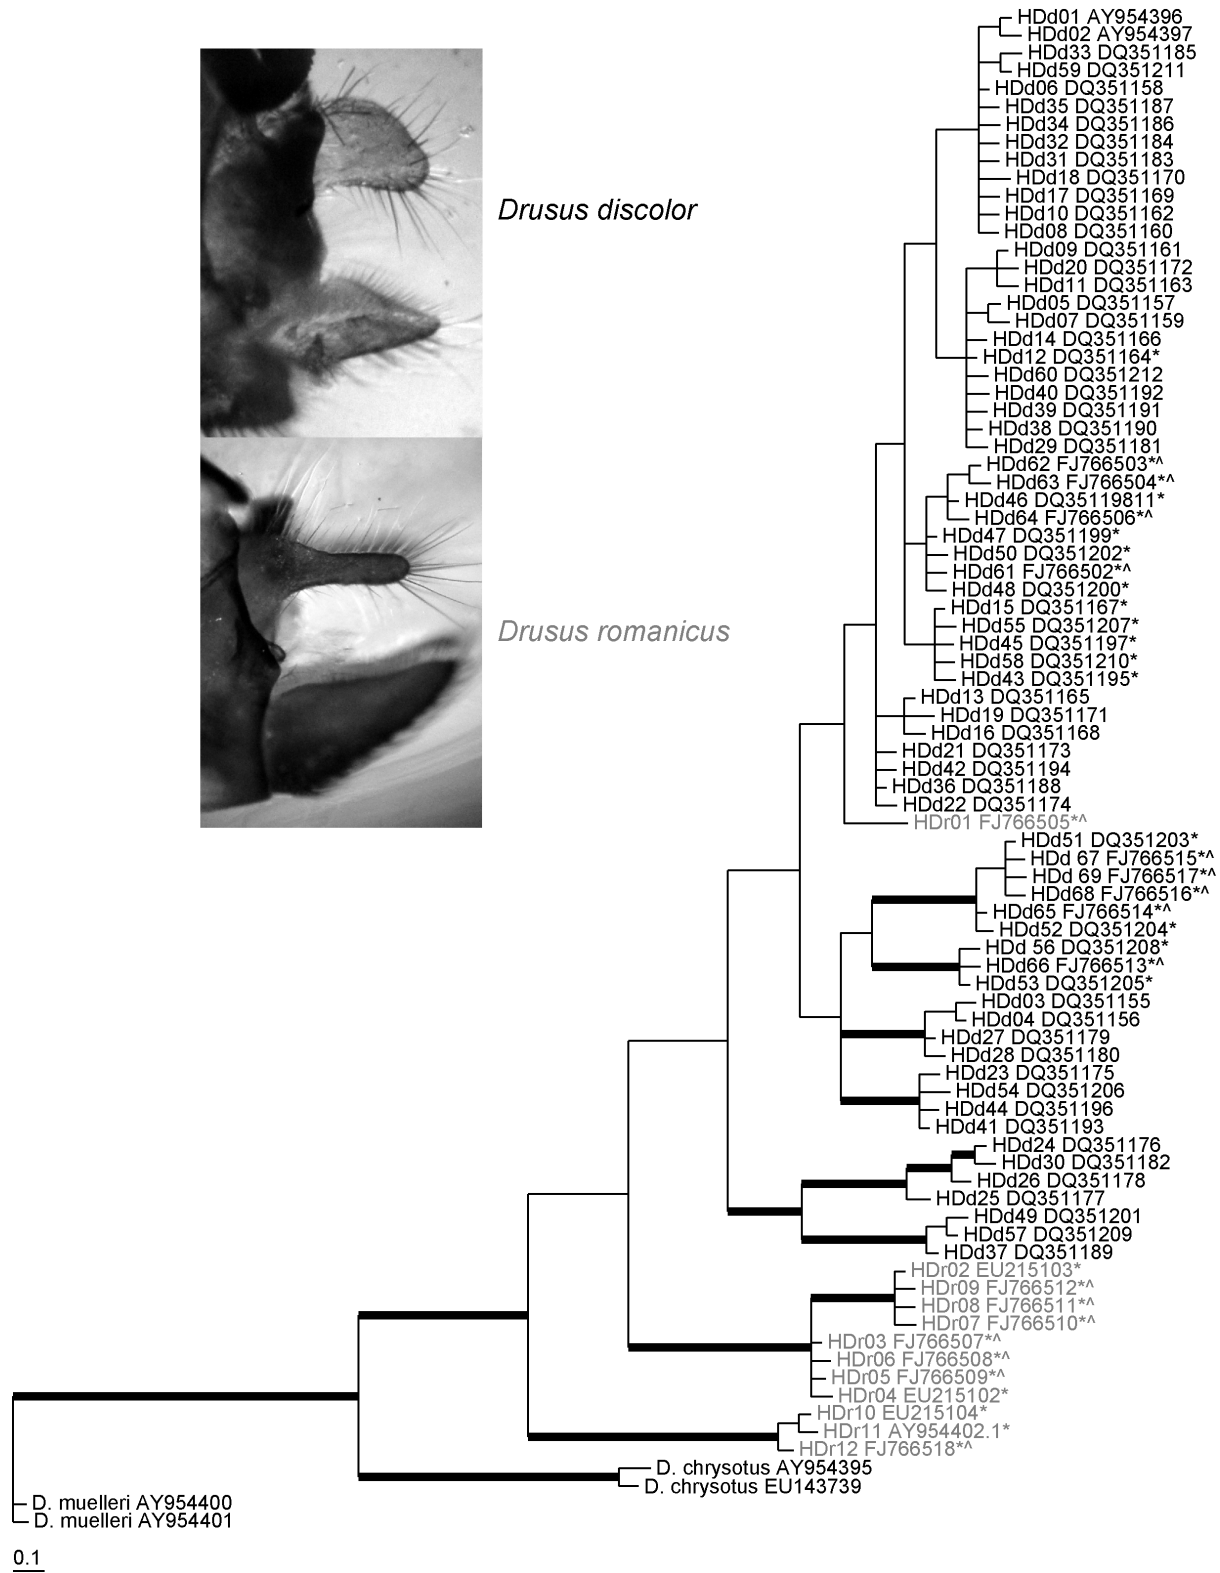 HDd01 AY954396
HDd02 AY954397
HDd33 DQ351185
HDd59 DQ351211
HDd06 DQ351158
HDd35 DQ351187
HDd34 DQ351186
HDd32 DQ351184
HDd31 DQ351183
HDd18 DQ351170
HDd17 DQ351169
HDd10 DQ351162
HDd08 DQ351160
HDd09 DQ351161
HDd20 DQ351172
HDd11 DQ351163
HDd05 DQ351157
HDd07 DQ351159
HDd14 DQ351166
HDd12 DQ351164*
HDd60 DQ351212
HDd40 DQ351192
HDd39 DQ351191
HDd38 DQ351190
HDd29 DQ351181
HDd62 FJ766503*^
HDd63 FJ766504*^
HDd46 DQ35119811*
HDd64 FJ766506*^
HDd47 DQ351199*
HDd50 DQ351202*
HDd61 FJ766502*^
HDd48 DQ351200*
HDd15 DQ351167*
HDd55 DQ351207*
HDd45 DQ351197*
HDd58 DQ351210*
HDd43 DQ351195*
HDd13 DQ351165
HDd19 DQ351171
HDd16 DQ351168
HDd21 DQ351173
HDd42 DQ351194
HDd36 DQ351188
HDd22 DQ351174
HDr01 FJ766505*^
HDd51 DQ351203*
HDd 67 FJ766515*^
HDd 69 FJ766517*^
HDd68 FJ766516*^
HDd65 FJ766514*^
HDd52 DQ351204*
HDd 56 DQ351208*
HDd66 FJ766513*^
HDd53 DQ351205*
HDd03 DQ351155
HDd04 DQ351156
HDd27 DQ351179
HDd28 DQ351180
HDd23 DQ351175
HDd54 DQ351206
HDd44 DQ351196
HDd41 DQ351193
HDd24 DQ351176
HDd30 DQ351182
HDd26 DQ351178
HDd25 DQ351177
HDd49 DQ351201
HDd57 DQ351209
HDd37 DQ351189
HDr02 EU215103*
HDr09 FJ766512*^
HDr08 FJ766511*^
HDr07 FJ766510*^
HDr03 FJ766507*^
HDr06 FJ766508*^
HDr05 FJ766509*^
HDr04 EU215102*
HDr10 EU215104*
HDr11 AY954402.1*
HDr12 FJ766518*^
D. chrysotus AY954395
D. chrysotus EU143739
D. muelleri AY954400
D. muelleri AY954401
0.1
Drusus discolor
Drusus romanicus